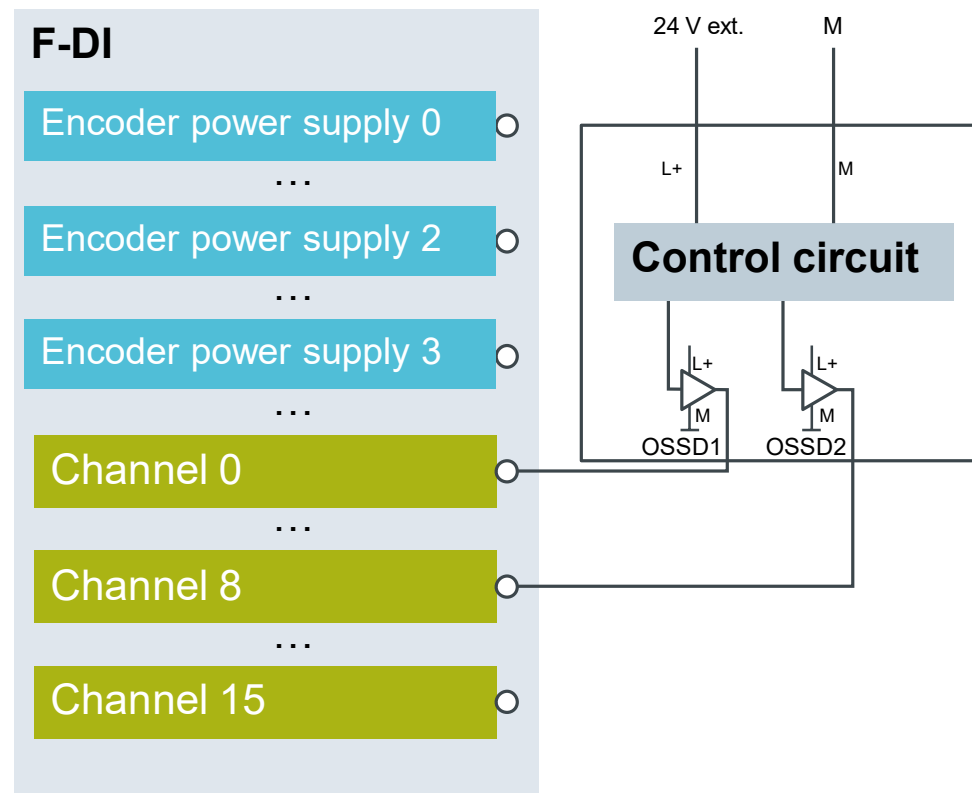 F-DI
Encoder power supply 0
...
Encoder power supply 2
...
Encoder power supply 3
...
Channel 0
...
Channel 8
...
Channel 15
24 V ext.
M
L+
M
Control circuit
L+
M
OSSD1
L+
M
OSSD2